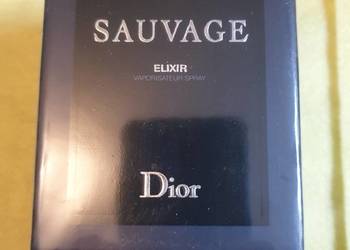 SAUVAGE
ELIXIR
VAPORISATEUR SPRAY
Dior